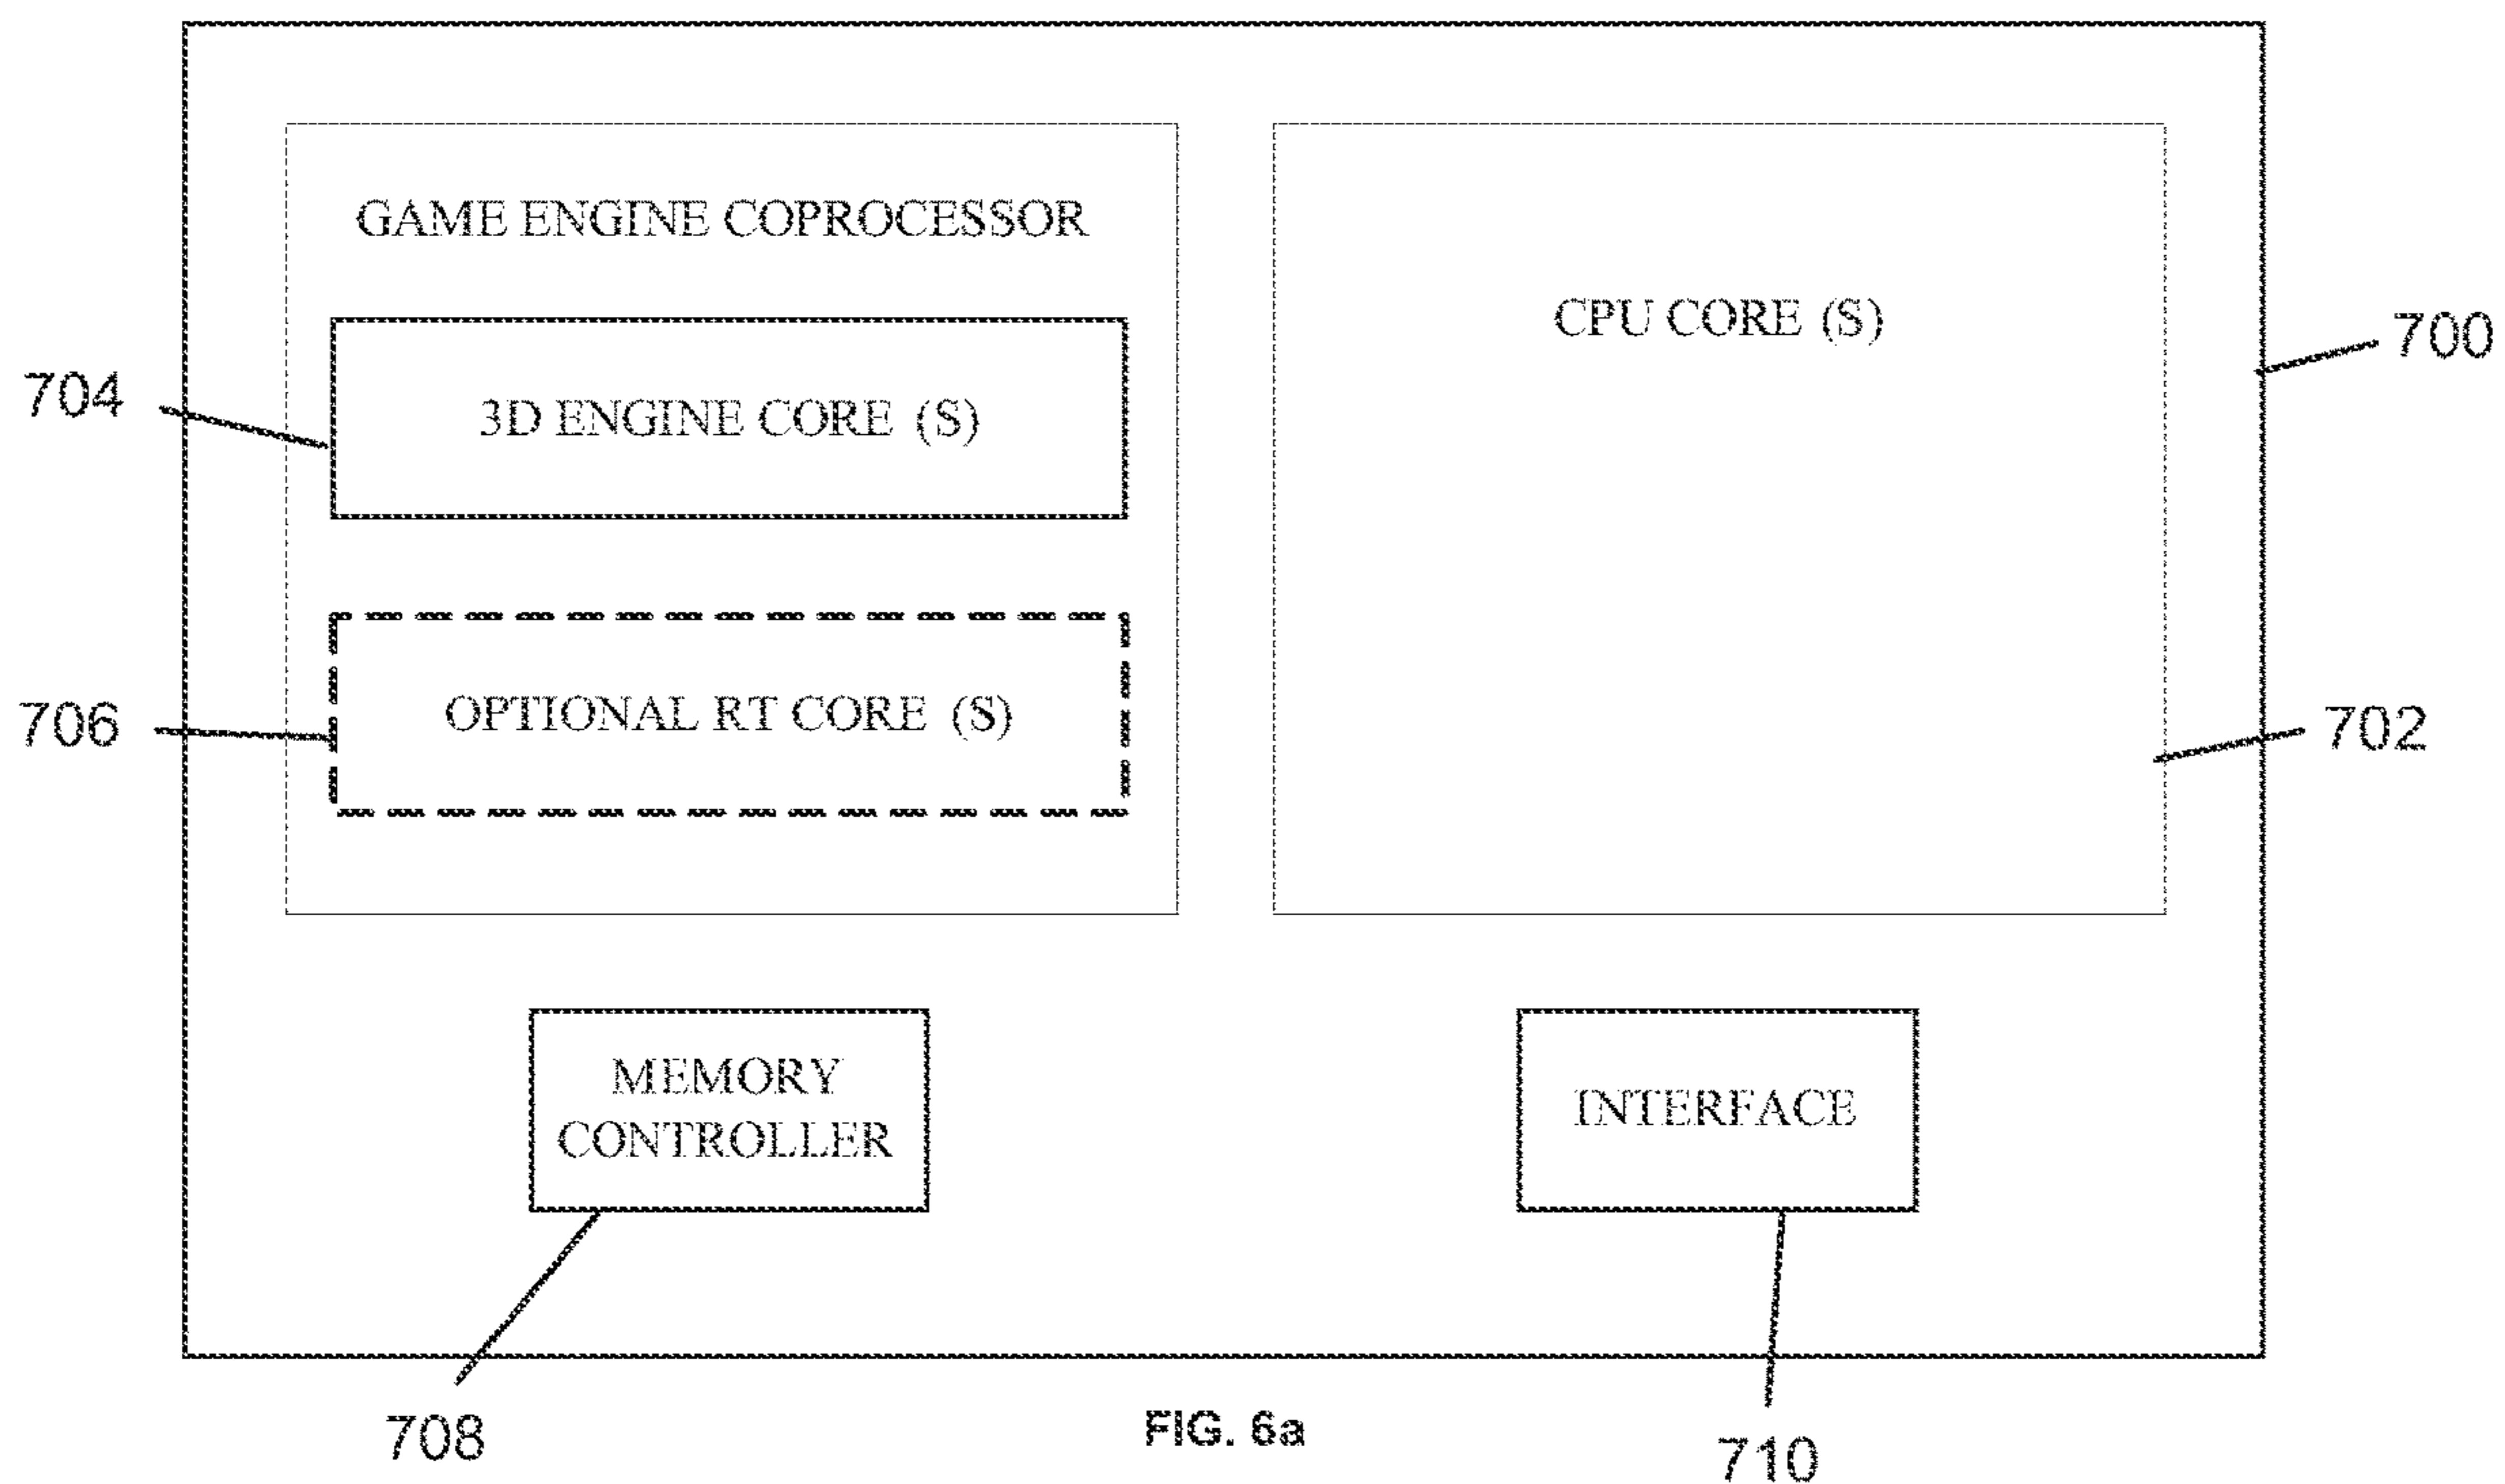 GAME ENGINE COPROCESSOR
CPU CORE (S)
700
704
3D ENGINE CORE (S)
706
OPTIONAL RT CORE (S)
702
MEMORY
CONTROLLER
INTERFACE
708
FIG. 6a
710